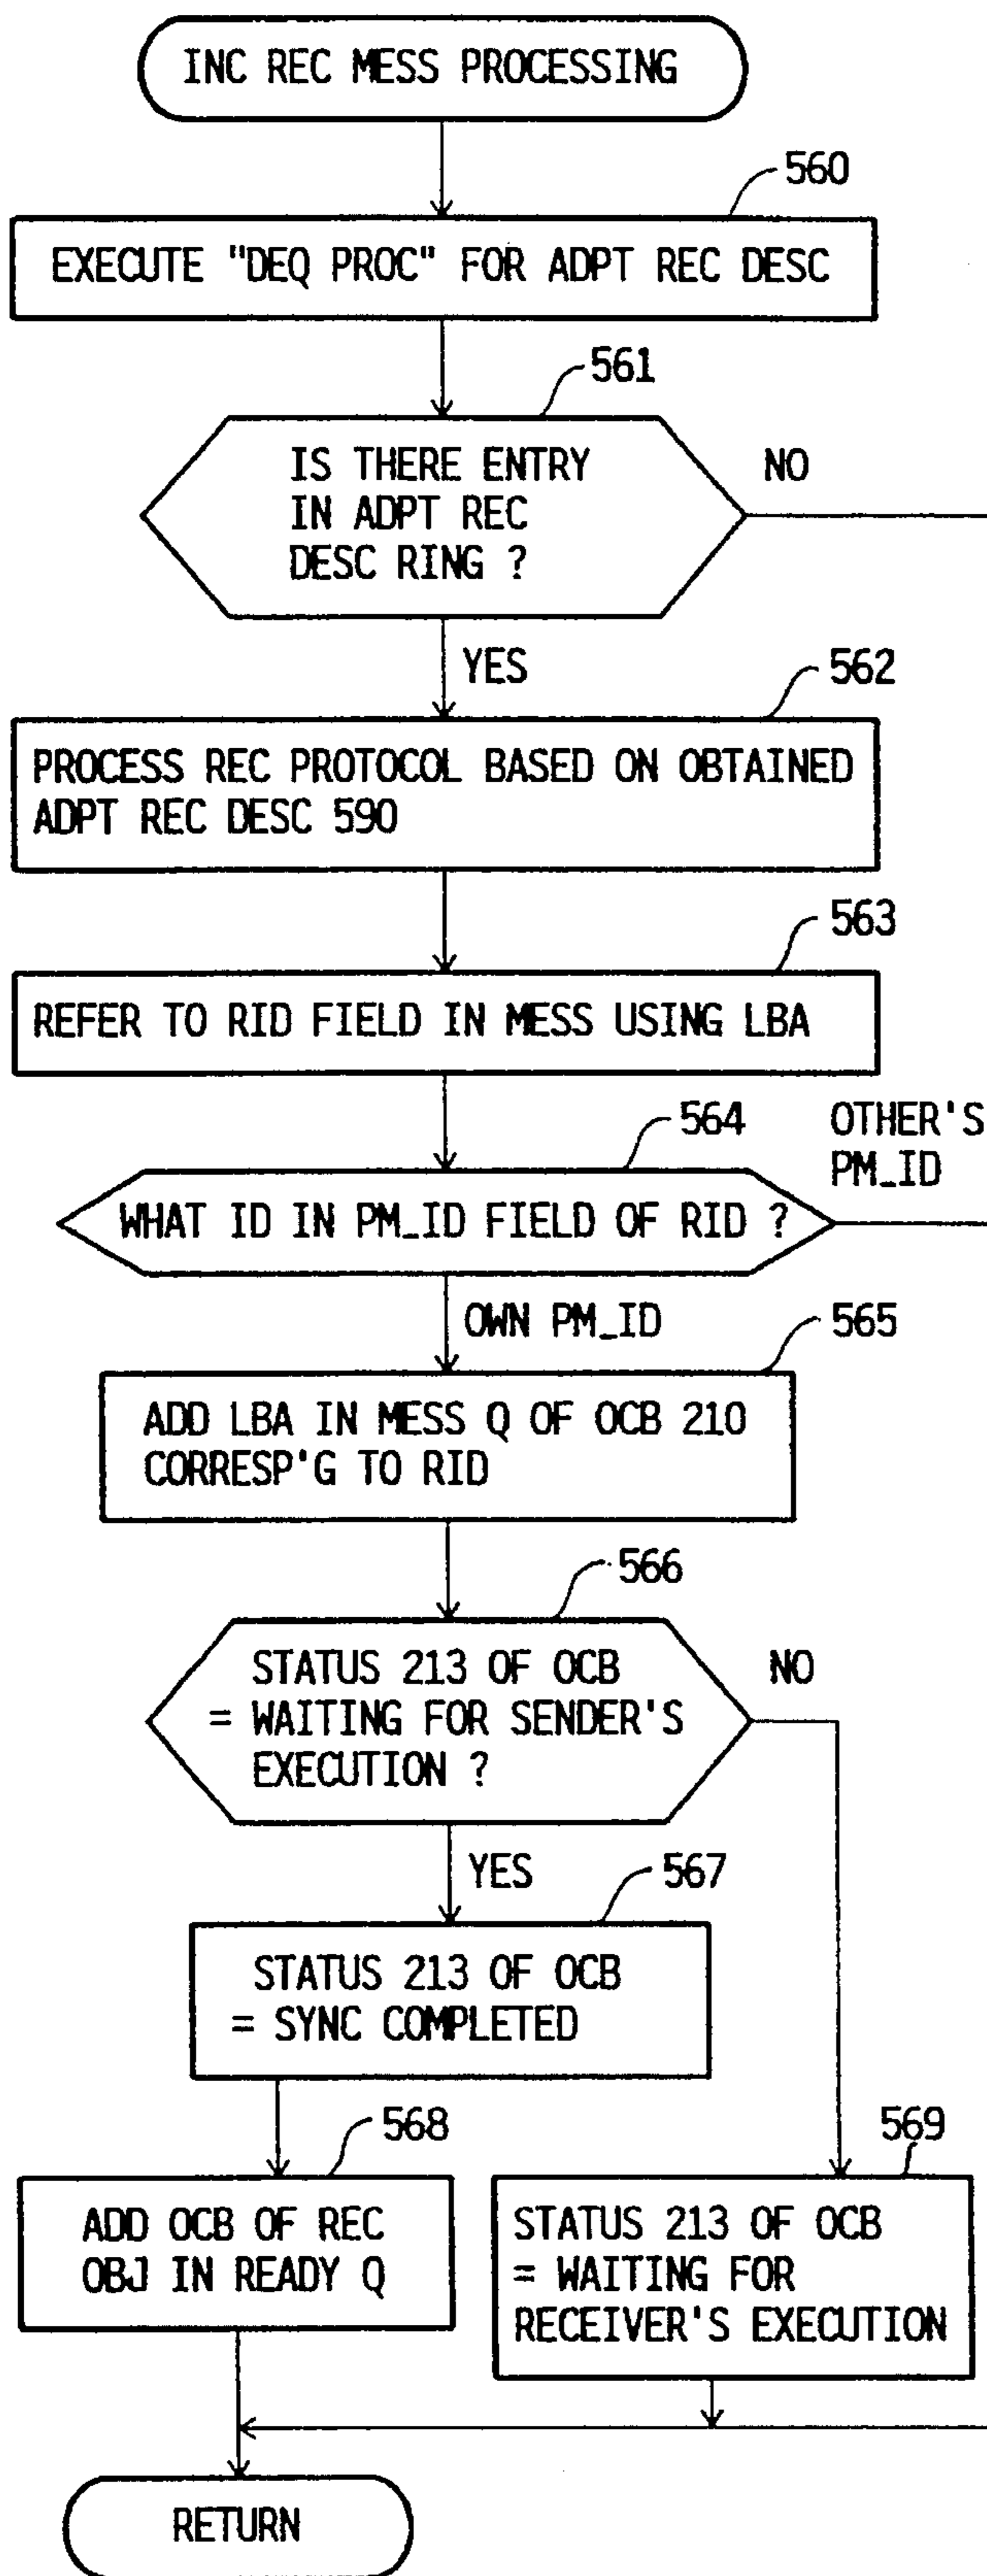 INC REC MESS PROCESSING
560
EXECUTE "DEQ PROC" FOR ADPT REC DESC
561
IS THERE ENTRY
IN ADPT REC
DESC RING ?
NO
YES
562
PROCESS REC PROTOCOL BASED ON OBTAINED
ADPT REC DESC 590
563
REFER TO RID FIELD IN MESS USING LBA
564
OTHER'S
PM_ID
WHAT ID IN PM_ID FIELD OF RID ?
OWN PM_ID
565
ADD LBA IN MESS Q OF OCB 210
CORRESP'G TO RID
566
STATUS 213 OF OCB
= WAITING FOR SENDER'S
EXECUTION ?
NO
YES
567
STATUS 213 OF OCB
= SYNC COMPLETED
568
569
ADD OCB OF REC
OBJ IN READY Q
STATUS 213 OF OCB
= WAITING FOR
RECEIVER'S EXECUTION
RETURN